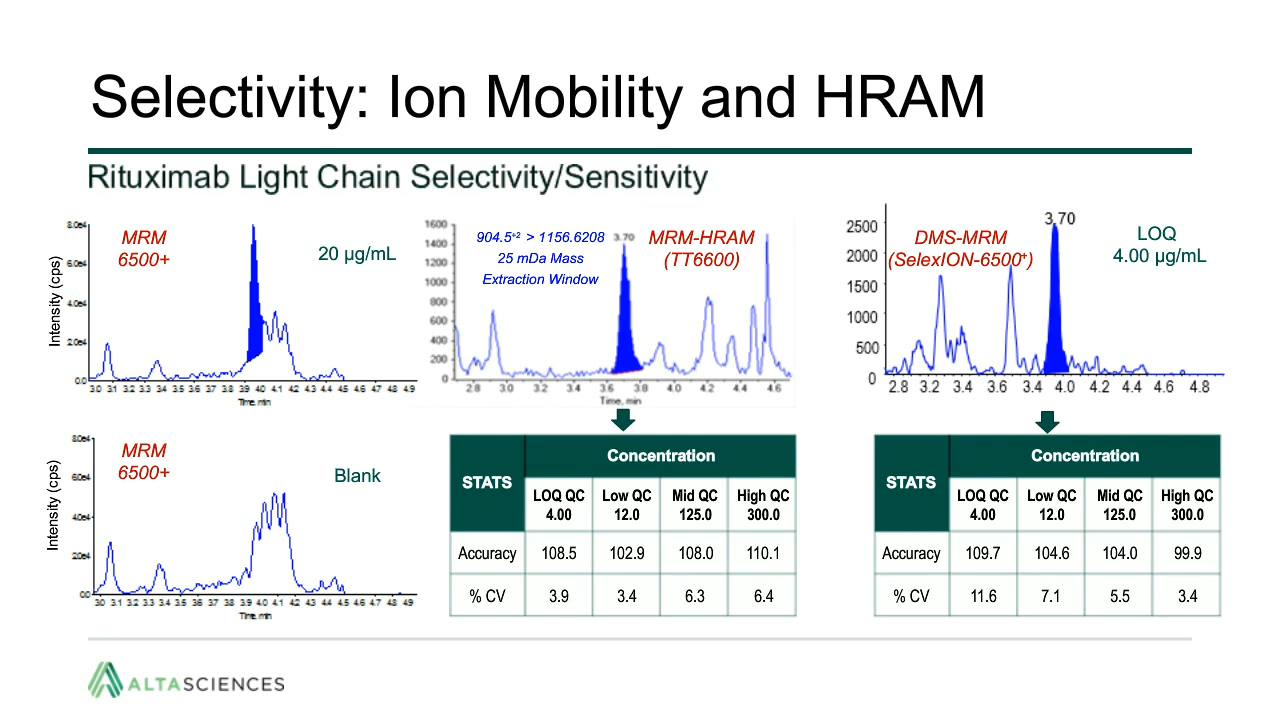 Selectivity: Ion Mobility and HRAM
Rituximab Light Chain Selectivity/Sensitivity
Intensity (cps)
8.0e4
6.0e4
4.0e4
2.0e4
0.0
MRM
6500+
20 µg/mL
3.0 3.1 3.2 3.3 3.4 3.5 3.6 3.7 3.8 3.9 4.0 4.1 4.2 4.3 4.4 4.5 4.6 4.7 4.8 4.9
Time, min
1600
1400
1200
1000
800
600
400
200
0
904.5⁺² > 1156.6208
25 mDa Mass
Extraction Window
3.70
MRM-HRAM
(TT6600)
2.8 3.0 3.2 3.4 3.6 3.8 4.0 4.2 4.4 4.6
Time, min
2500
2000
1500
1000
500
0
DMS-MRM
(SelexION-6500⁺)
3.70
LOQ
4.00 µg/mL
2.8 3.2 3.4 3.6 3.8 4.0 4.2 4.4 4.6 4.8
Intensity (cps)
8.0e4
6.0e4
4.0e4
2.0e4
0.0
MRM
6500+
Blank
3.0 3.1 3.2 3.3 3.4 3.5 3.6 3.7 3.8 3.9 4.0 4.1 4.2 4.3 4.4 4.5 4.6 4.7 4.8 4.9
Time, min
STATS
Concentration
LOQ QC Low QC Mid QC High QC
4.00 12.0 125.0 300.0
Accuracy 108.5 102.9 108.0 110.1
% CV 3.9 3.4 6.3 6.4
STATS
Concentration
LOQ QC Low QC Mid QC High QC
4.00 12.0 125.0 300.0
Accuracy 109.7 104.6 104.0 99.9
% CV 11.6 7.1 5.5 3.4
ALTASCIENCES